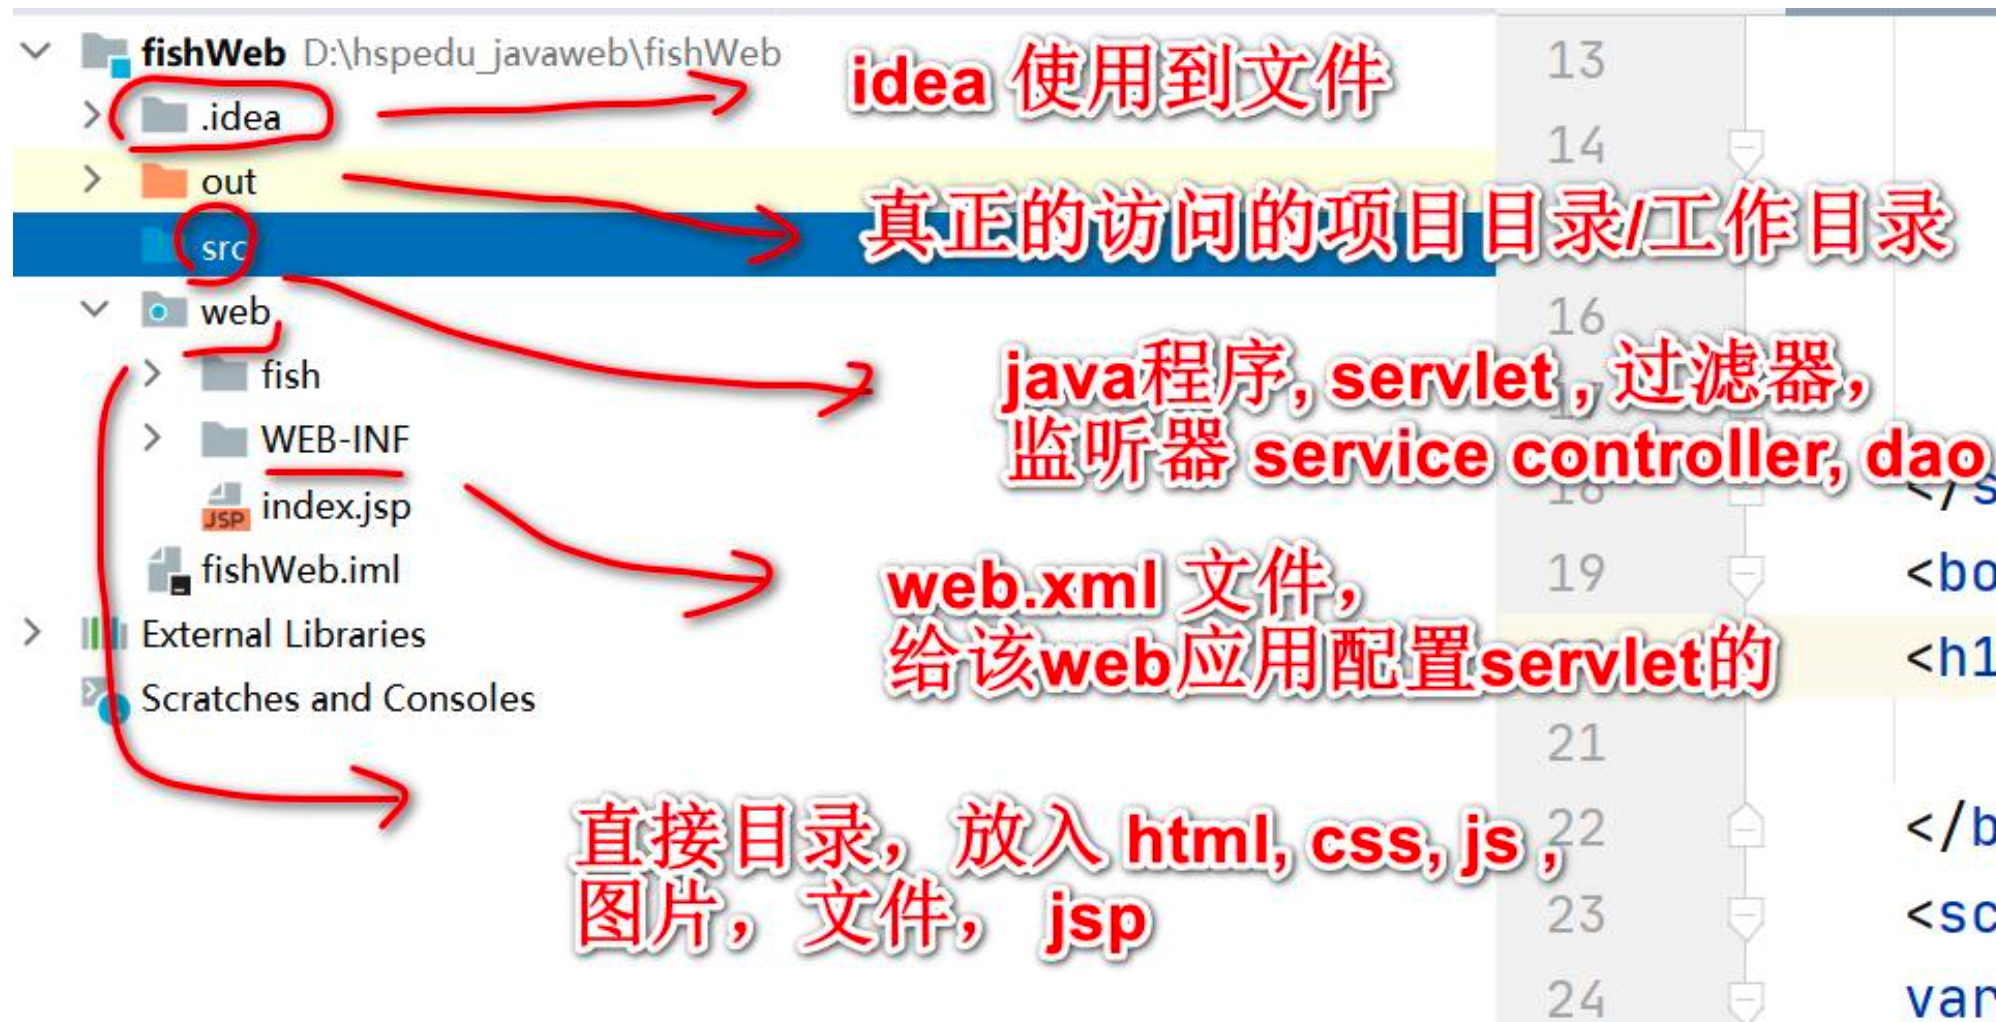 fishWeb D:\hspedu_javaweb\fishWeb
.idea
out
src
web
fish
WEB-INF
index.jsp
fishWeb.iml
External Libraries
Scratches and Consoles
idea 使用到文件
真正的访问的项目目录/工作目录
java程序, servlet , 过滤器，
监听器 service controller, dao
web.xml 文件，
给该web应用配置servlet的
直接目录，放入 html, css, js ,
图片，文件， jsp
13
14
16
17
18
19
21
22
23
24
</s
<bo
<h1
</b
<sc
var
JSP